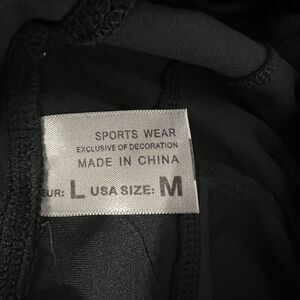 SPORTS WEAR
EXCLUSIVE OF DECORATION
MADE IN CHINA
EUR: L USA SIZE: M